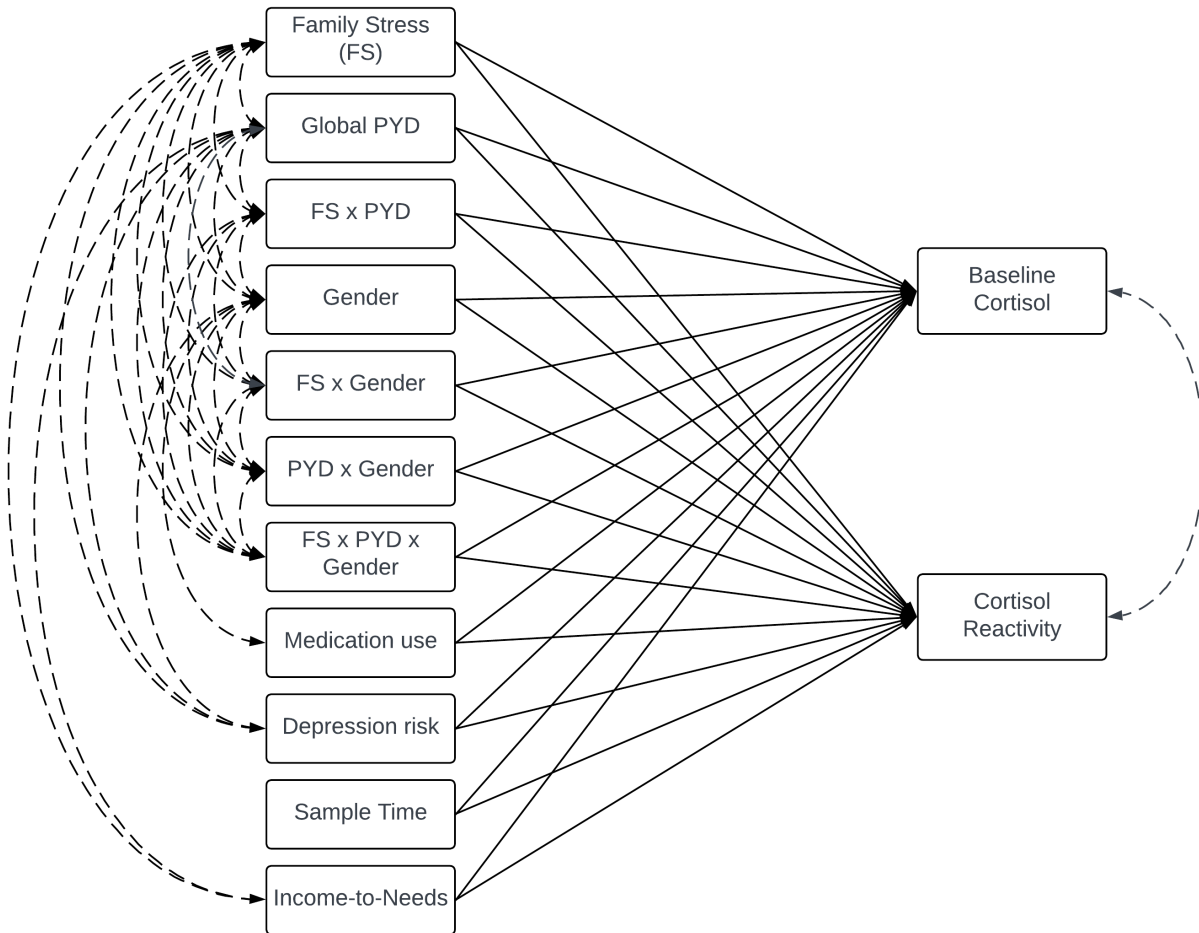 Family Stress
(FS)
Global PYD
FS x PYD
Gender
FS x Gender
PYD x Gender
FS x PYD x
Gender
Medication use
Depression risk
Sample Time
Income-to-Needs
Baseline
Cortisol
Cortisol
Reactivity